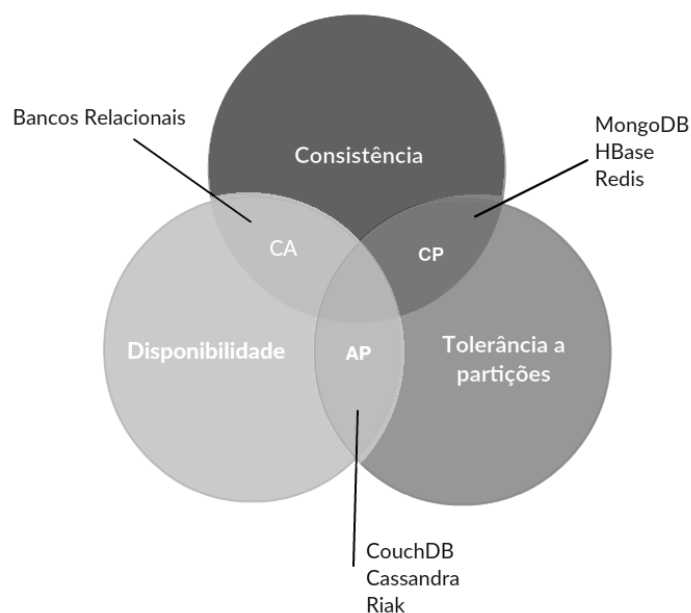 Bancos Relacionais
MongoDB
HBase
Redis
Consistência
CA
CP
Disponibilidade
AP
Tolerância a
partições
CouchDB
Cassandra
Riak